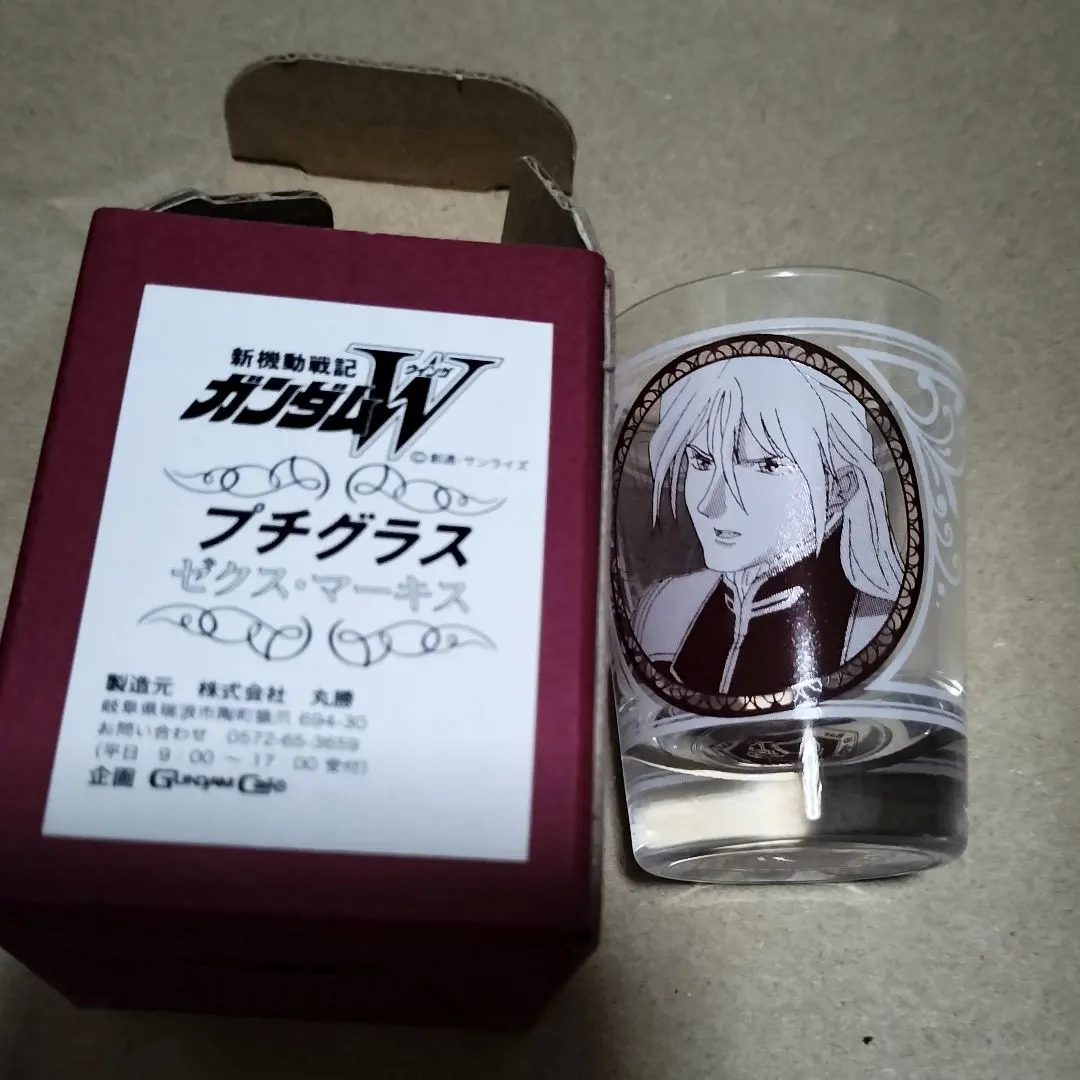 新機動戦記
ガンダムW
ウイング
©創通・サンライズ
プチグラス
ゼクス・マーキス
製造元 株式会社 丸勝
岐阜県瑞浪市陶町猿爪 694-30
お問い合わせ 0572-65-3659
(平日 9:00～17:00受付)
企画 GUNDAM Café